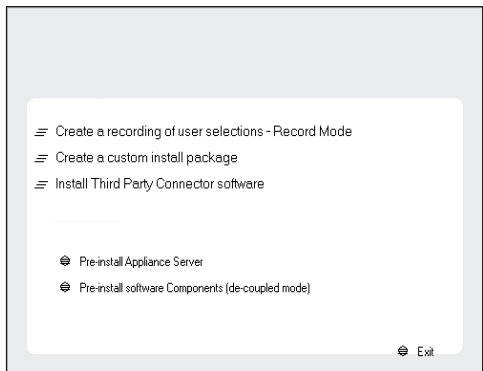 Create a recording of user selections - Record Mode
Create a custom install package
Install Third Party Connector software
Pre-install Appliance Server
Pre-install software Components (de-coupled mode)
Exit